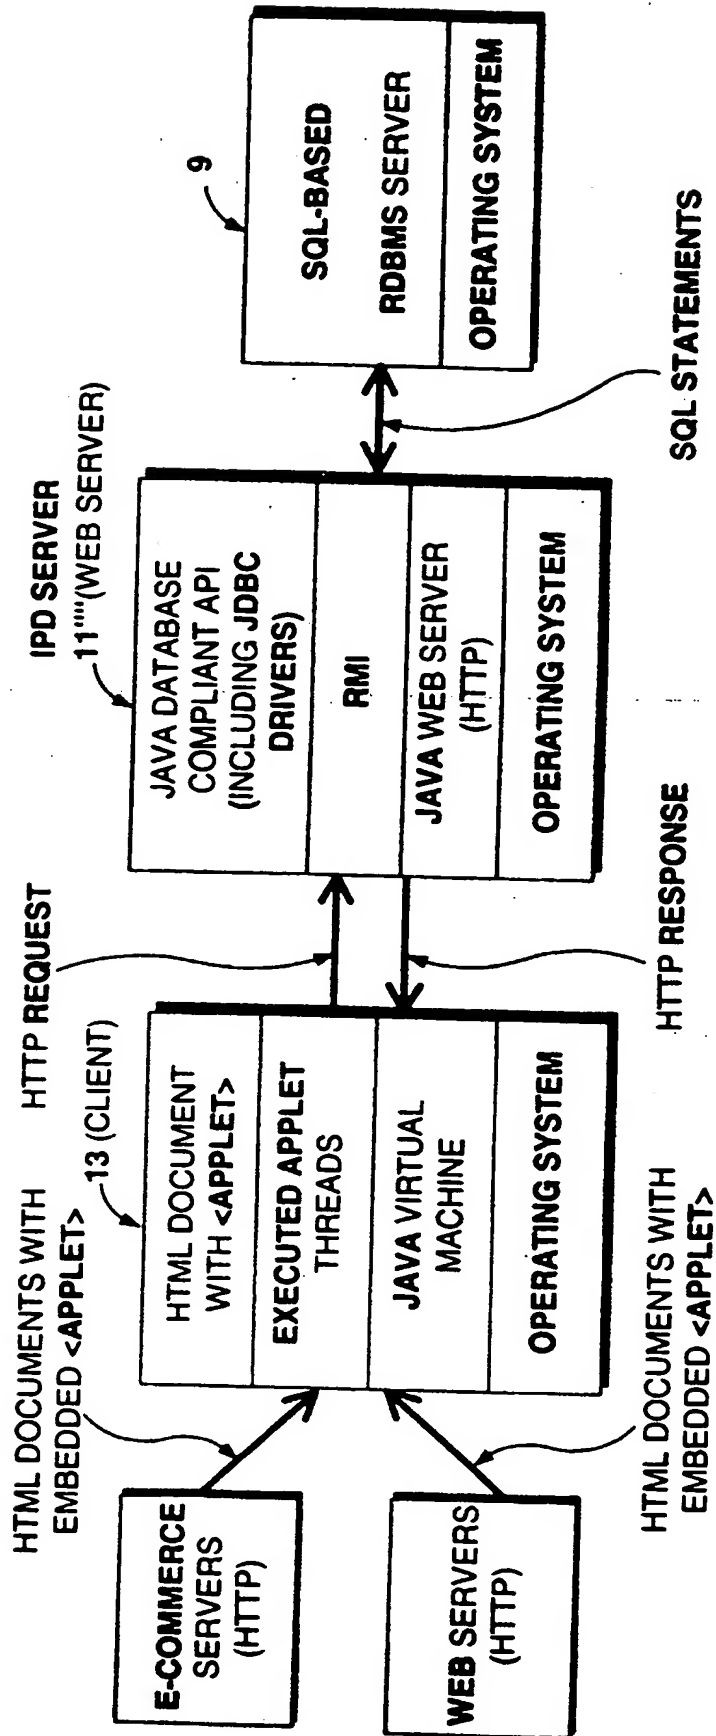 HTML DOCUMENTS WITH
EMBEDDED <APPLET>
E-COMMERCE
SERVERS
(HTTP)
WEB SERVERS
(HTTP)
HTML DOCUMENTS WITH
EMBEDDED <APPLET>
13 (CLIENT)
HTML DOCUMENT
WITH <APPLET>
EXECUTED APPLET
THREADS
JAVA VIRTUAL
MACHINE
OPERATING SYSTEM
HTTP REQUEST
HTTP RESPONSE
IPD SERVER
11''''' (WEB SERVER)
JAVA DATABASE
COMPLIANT API
(INCLUDING JDBC
DRIVERS)
RMI
JAVA WEB SERVER
(HTTP)
OPERATING SYSTEM
SQL STATEMENTS
9
SQL-BASED
RDBMS SERVER
OPERATING SYSTEM